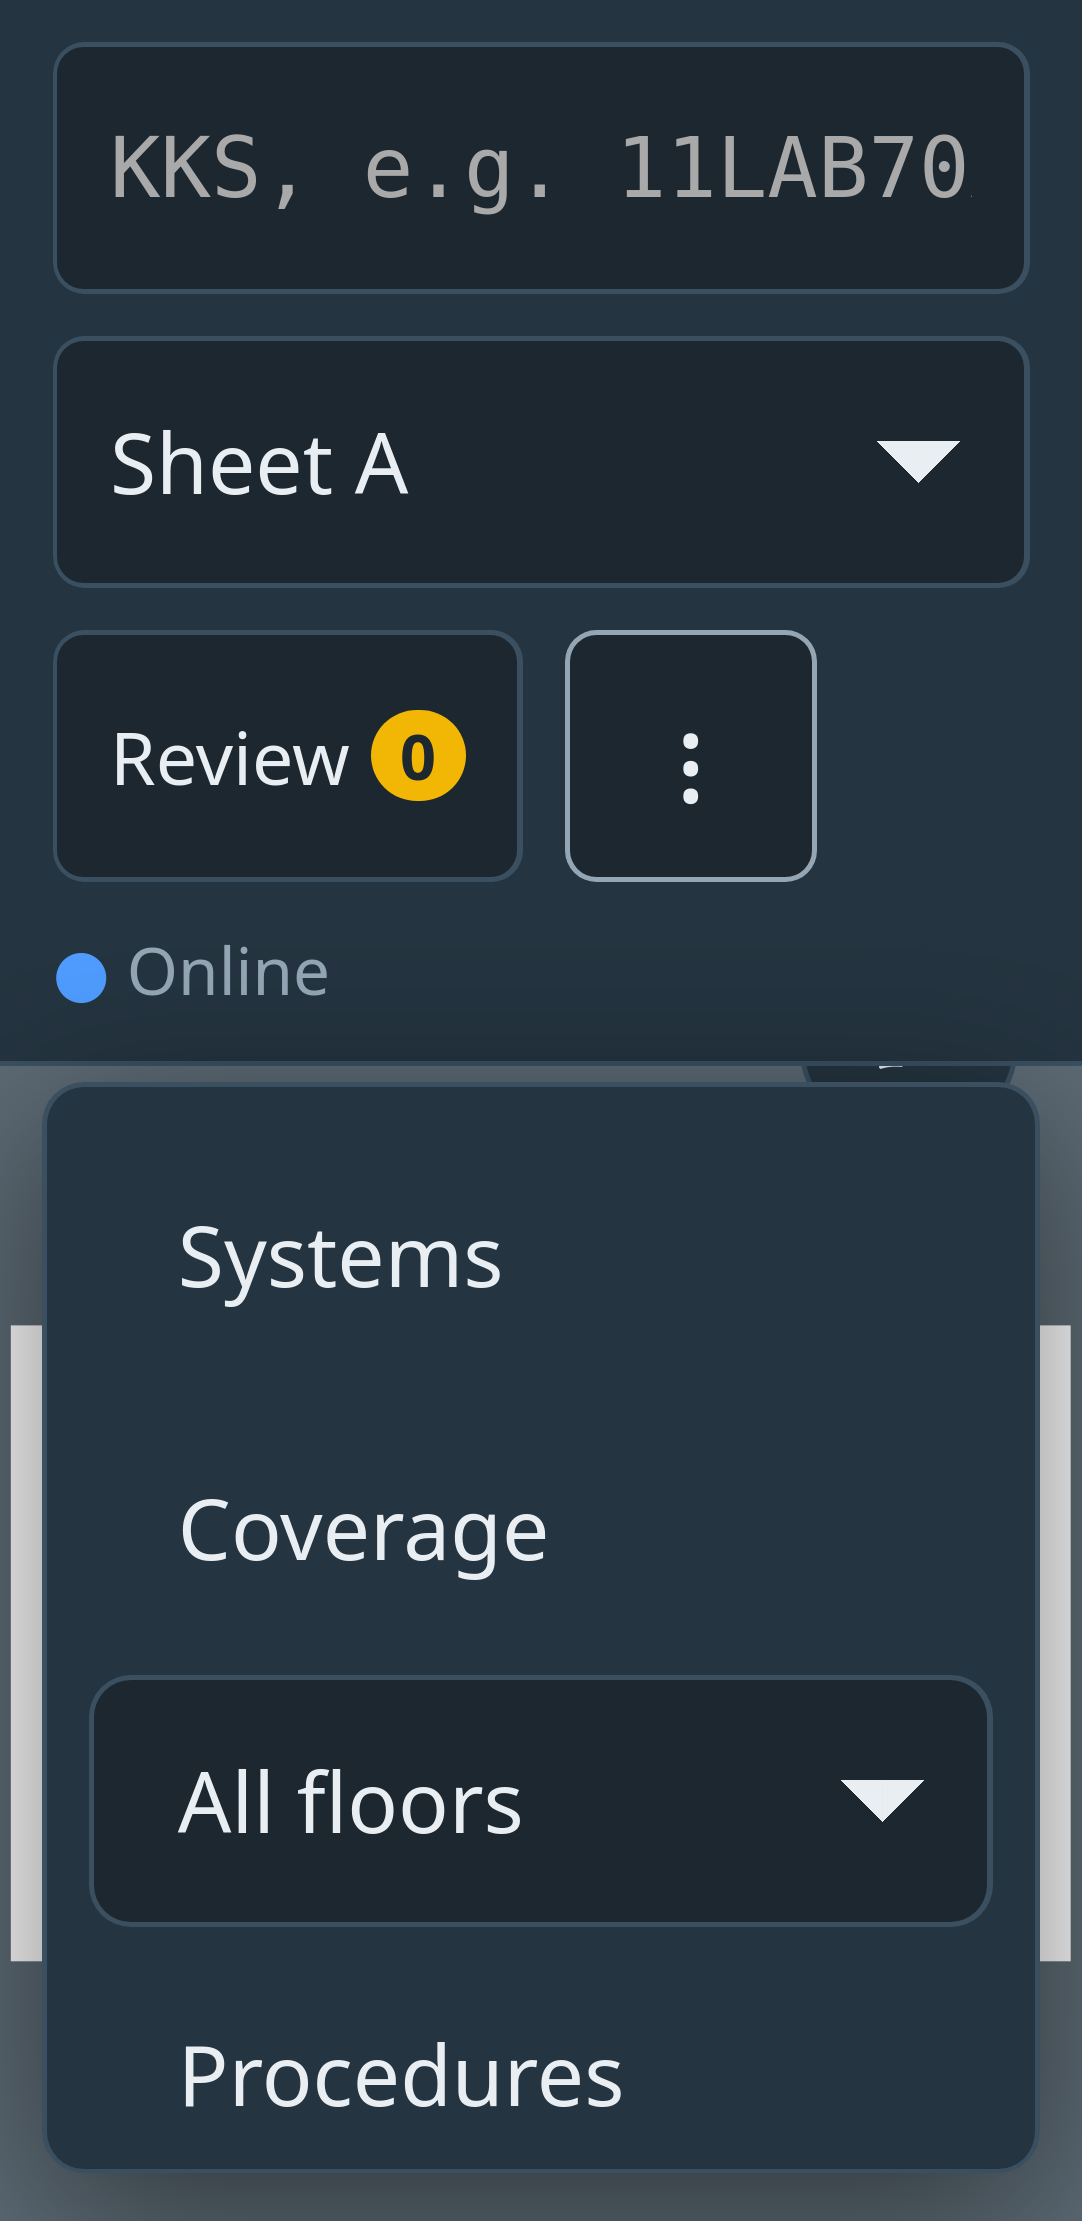 KKS, e.g. 11LAB70
Sheet A
Review 0
Online
Systems
Coverage
All floors
Procedures